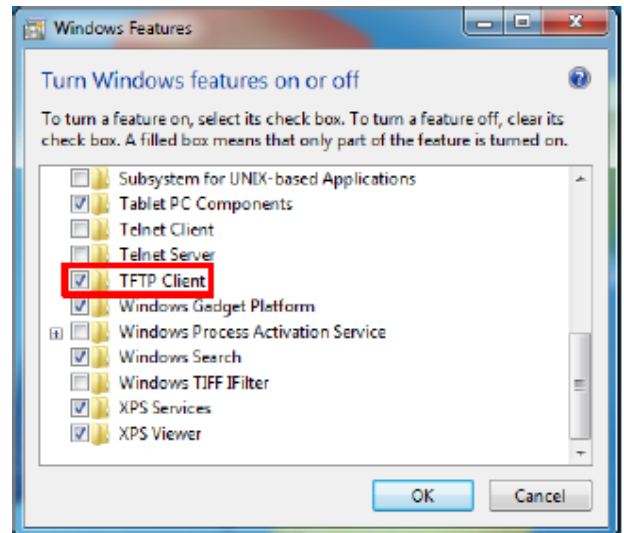 Windows Features
Turn Windows features on or off
To turn a feature on, select its check box. To turn a feature off, clear its
check box. A filled box means that only part of the feature is turned on.
Subsystem for UNIX-based Applications
Tablet PC Components
Telnet Client
Telnet Server
TFTP Client
Windows Gadget Platform
Windows Process Activation Service
Windows Search
Windows TIFF IFilter
XPS Services
XPS Viewer
OK Cancel